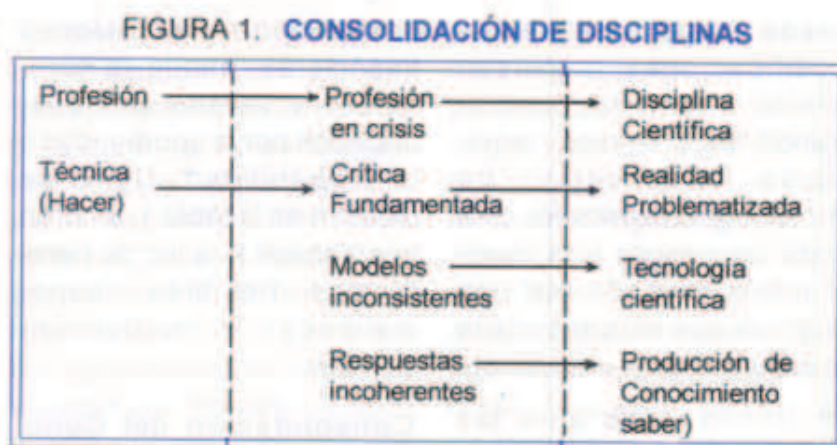 FIGURA 1. CONSOLIDACIÓN DE DISCIPLINAS
Profesión Profesión Disciplina
en crisis Científica
Técnica Crítica Realidad
(Hacer) Fundamentada Problematizada
Modelos Tecnología
inconsistentes científica
Respuestas Producción de
incoherentes Conocimiento
saber)